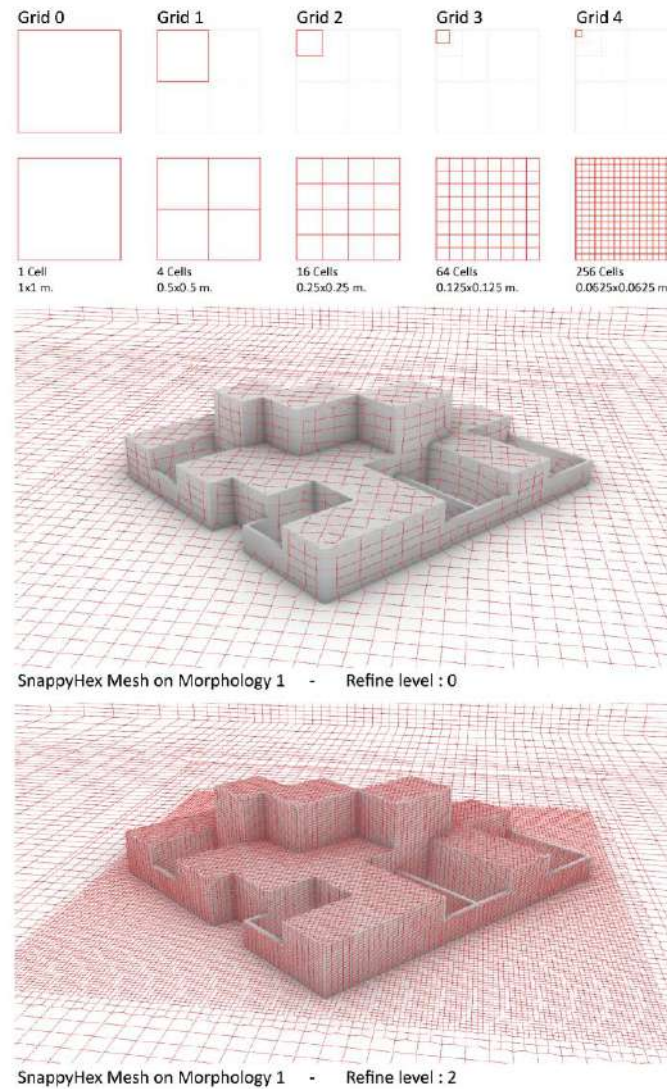 Grid 0 Grid 1 Grid 2 Grid 3 Grid 4
1 Cell 4 Cells 16 Cells 64 Cells 256 Cells
1x1 m. 0.5x0.5 m. 0.25x0.25 m. 0.125x0.125 m. 0.0625x0.0625 m
SnappyHex Mesh on Morphology 1 - Refine level : 0
SnappyHex Mesh on Morphology 1 - Refine level : 2